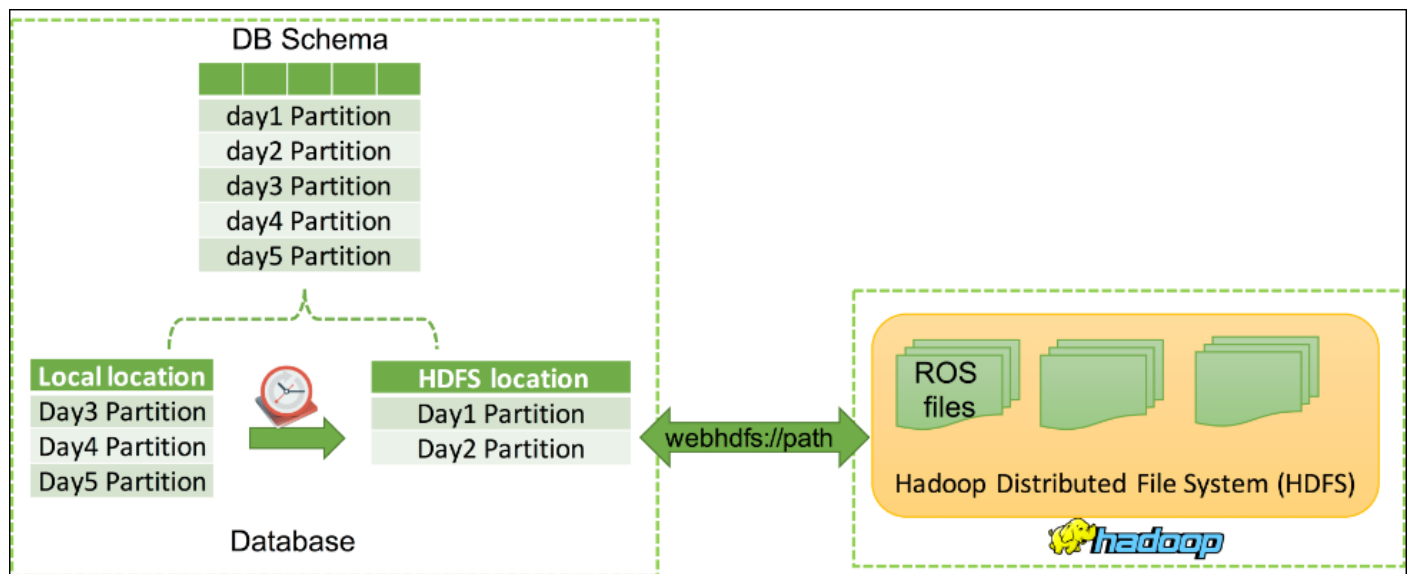 DB Schema
day1 Partition
day2 Partition
day3 Partition
day4 Partition
day5 Partition
Local location
Day3 Partition
Day4 Partition
Day5 Partition
HDFS location
Day1 Partition
Day2 Partition
Database
webhdfs://path
ROS
files
Hadoop Distributed File System (HDFS)
hadoop